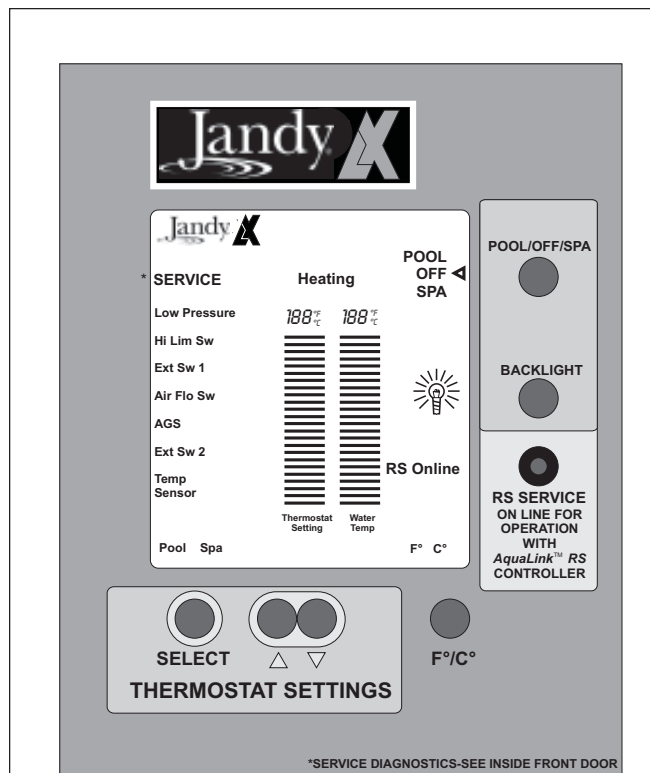 Jandy LX
Jandy LX
POOL
OFF
SPA
* SERVICE
Heating
Low Pressure
188 °F °C 188 °F °C
Hi Lim Sw
Ext Sw 1
Air Flo Sw
AGS
Ext Sw 2
Temp
Sensor
RS Online
Thermostat
Setting
Water
Temp
Pool Spa
F° C°
POOL/OFF/SPA
BACKLIGHT
RS SERVICE
ON LINE FOR
OPERATION
WITH
AquaLink™ RS
CONTROLLER
SELECT
F°/C°
THERMOSTAT SETTINGS
*SERVICE DIAGNOSTICS-SEE INSIDE FRONT DOOR